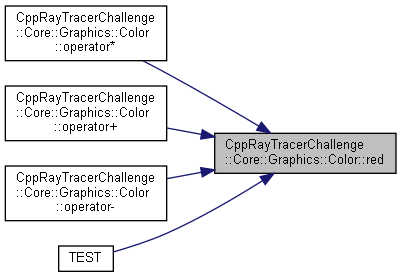 CppRayTracerChallenge
::Core::Graphics::Color
::operator*
CppRayTracerChallenge
::Core::Graphics::Color
::operator+
CppRayTracerChallenge
::Core::Graphics::Color
::operator-
TEST
CppRayTracerChallenge
::Core::Graphics::Color::red